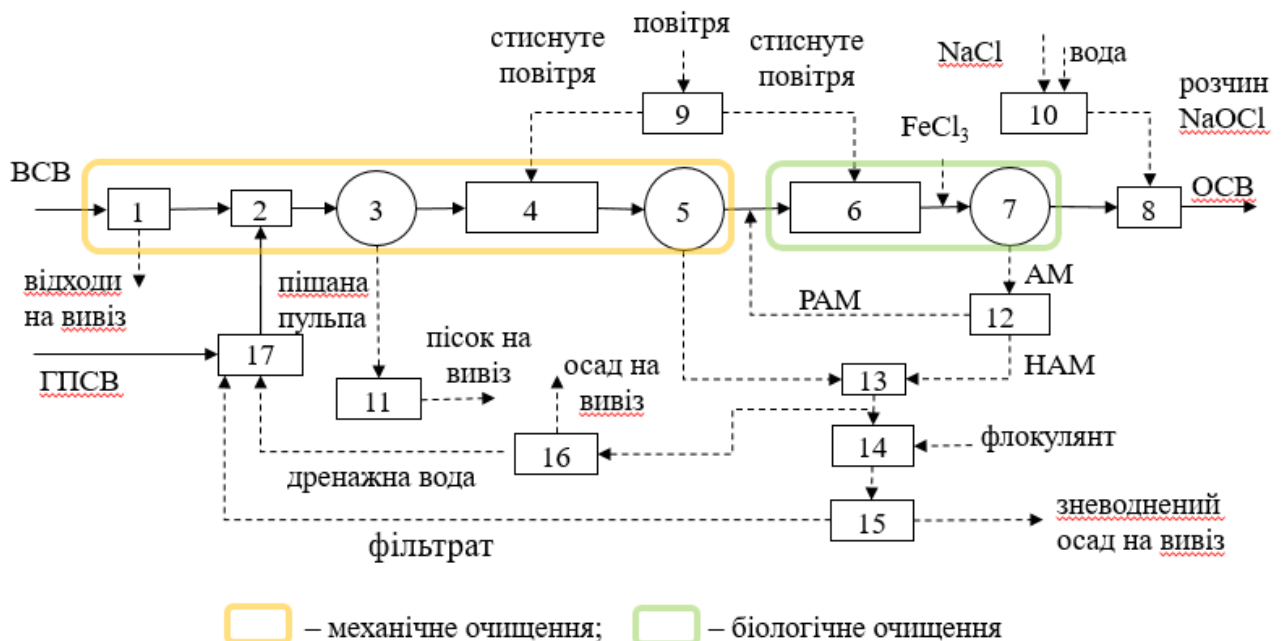 стиснуте
повітря
повітря
стиснуте
повітря
NaCl
вода
розчин
NaOCl
9
10
FeCl3
ВСВ
1
2
3
4
5
6
7
8
ОСВ
відходи
на вивіз
піщана
пульпа
РАМ
АМ
12
17
ГПСВ
пісок на
вивіз
осад на
вивіз
НАМ
13
11
14
флокулянт
16
дренажна вода
15
зневоднений
осад на вивіз
фільтрат
– механічне очищення;
– біологічне очищення